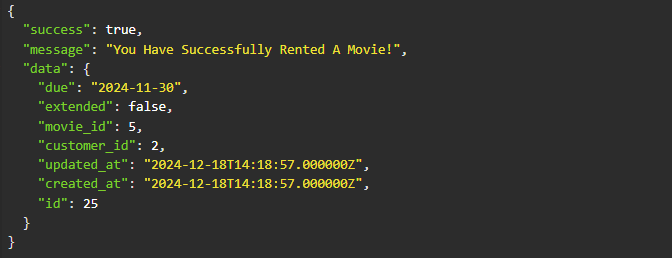 {
  "success": true,
  "message": "You Have Successfully Rented A Movie!",
  "data": {
    "due": "2024-11-30",
    "extended": false,
    "movie_id": 5,
    "customer_id": 2,
    "updated_at": "2024-12-18T14:18:57.000000Z",
    "created_at": "2024-12-18T14:18:57.000000Z",
    "id": 25
  }
}